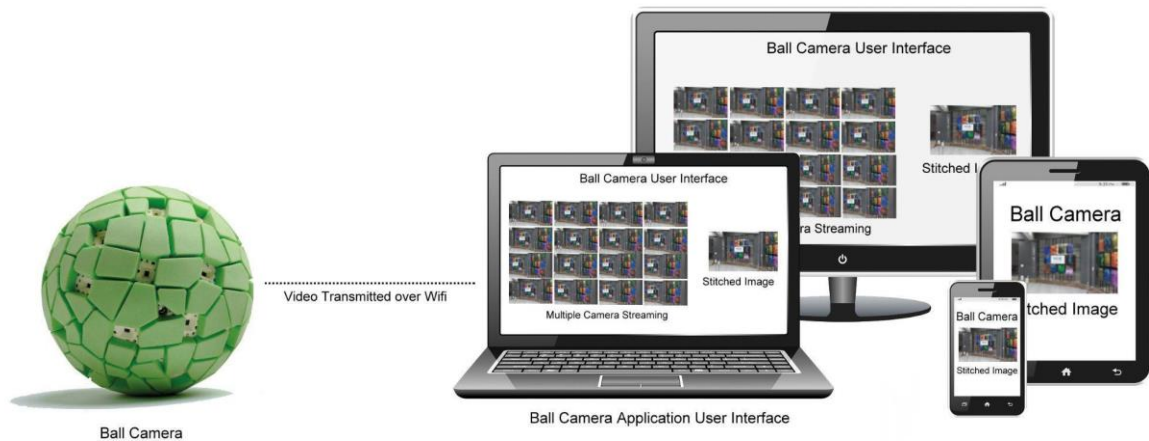 Ball Camera User Interface
Stitched I
ra Streaming
Ball Camera User Interface
Stitched Image
Multiple Camera Streaming
Ball Camera
titched Image
Ball Camera
Stitched Image
Video Transmitted over Wifi
Ball Camera Application User Interface
Ball Camera